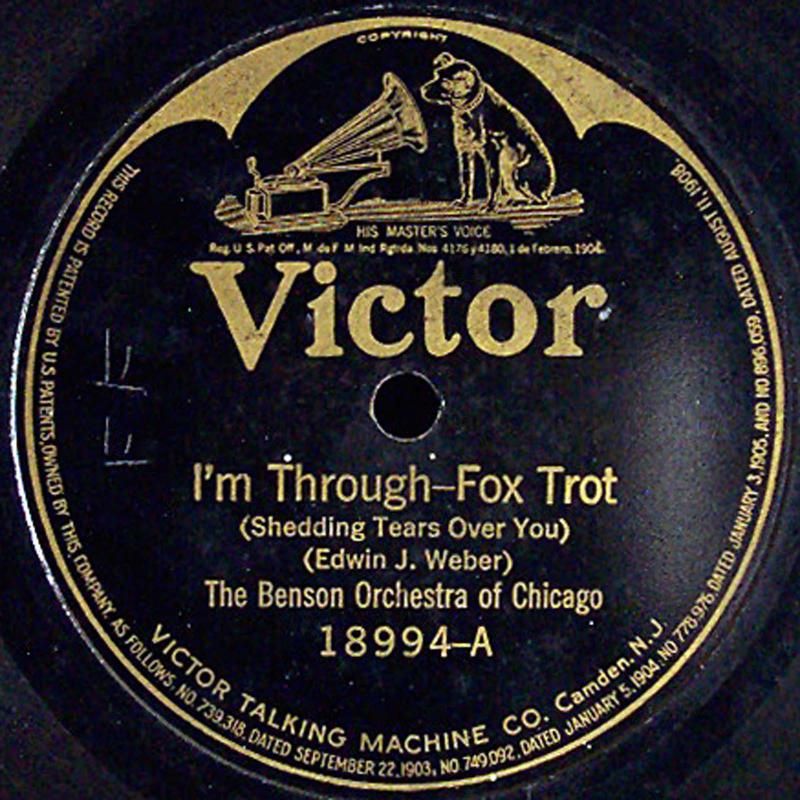 COPYRIGHT
HIS MASTER'S VOICE
Reg. U. S. Pat. Off., M. de F. M. Ind. Rgtrda. Nos. 4176 y 4180, 1 de Febrero, 1904.
Victor
I'm Through–Fox Trot
(Shedding Tears Over You)
(Edwin J. Weber)
The Benson Orchestra of Chicago
18994–A
VICTOR TALKING MACHINE CO. Camden, N. J.
THIS RECORD IS PATENTED BY U.S. PATENTS, OWNED BY THIS COMPANY, AS FOLLOWS, NO. 739,318, DATED SEPTEMBER 22, 1903, NO 749,092, DATED JANUARY 5, 1904, NO. 778,976, DATED JANUARY 3, 1905, AND NO. 896,059, DATED AUGUST 11, 1908.